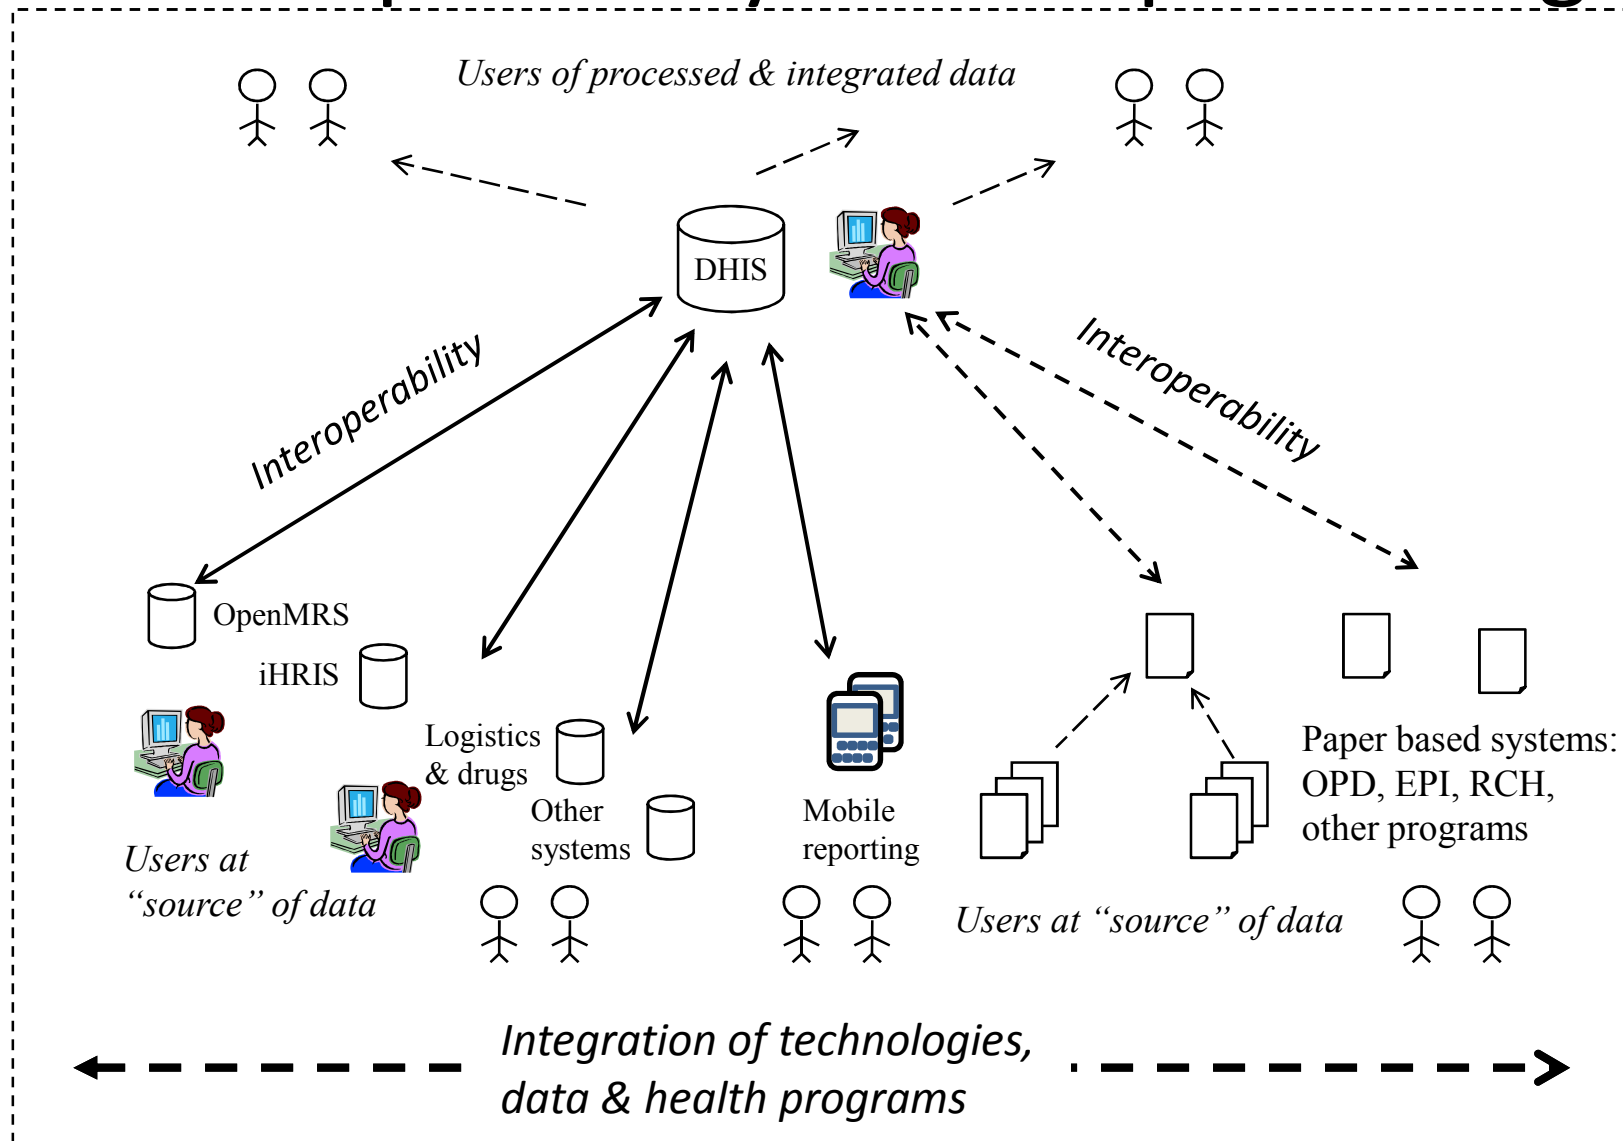 Users of processed & integrated data
DHIS
Interoperability
Interoperability
OpenMRS
iHRIS
Logistics
& drugs
Other
systems
Mobile
reporting
Paper based systems:
OPD, EPI, RCH,
other programs
Users at
“source” of data
Users at “source” of data
Integration of technologies,
data & health programs